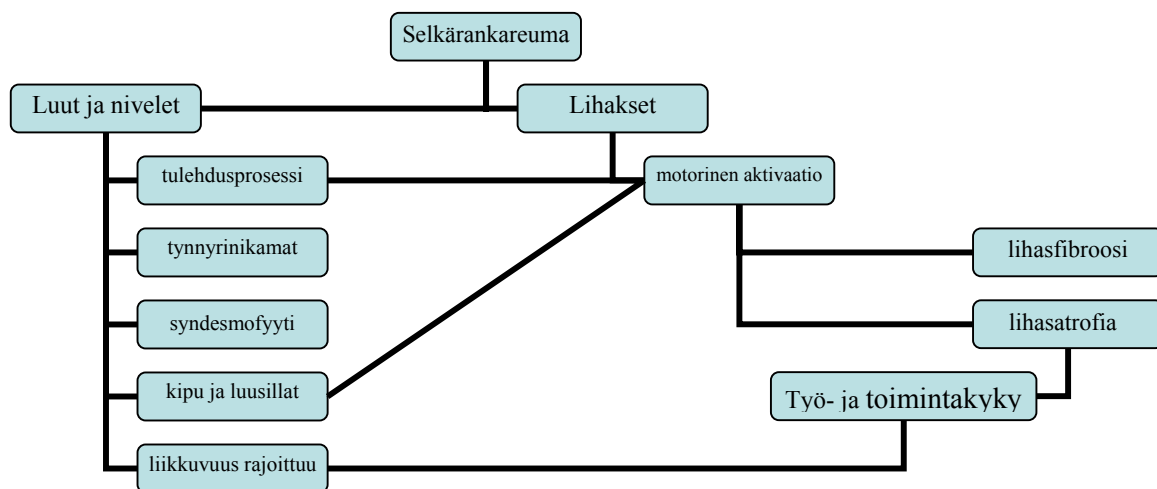 Selkärankareuma
Luut ja nivelet
Lihakset
tulehdusprosessi
motorinen aktivaatio
tynnyrinikamat
lihasfibroosi
syndesmofyyti
lihasatrofia
kipu ja luusillat
Työ- ja toimintakyky
liikkuvuus rajoittuu